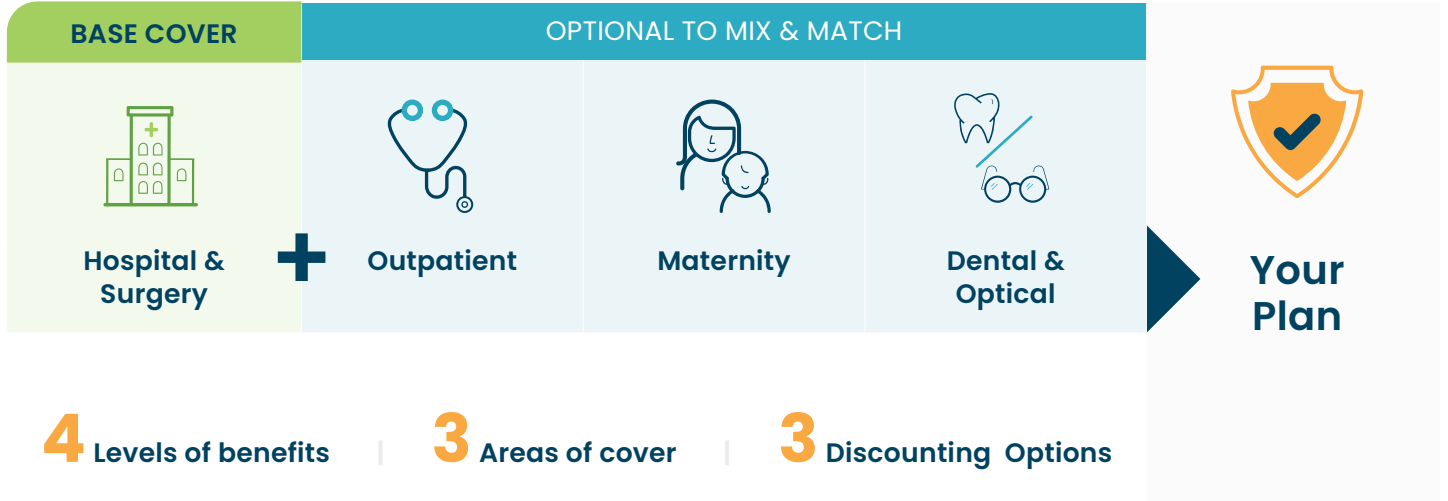 BASE COVER
OPTIONAL TO MIX & MATCH
Hospital &
Surgery
Outpatient
Maternity
Dental &
Optical
Your
Plan
4 Levels of benefits
3 Areas of cover
3 Discounting Options